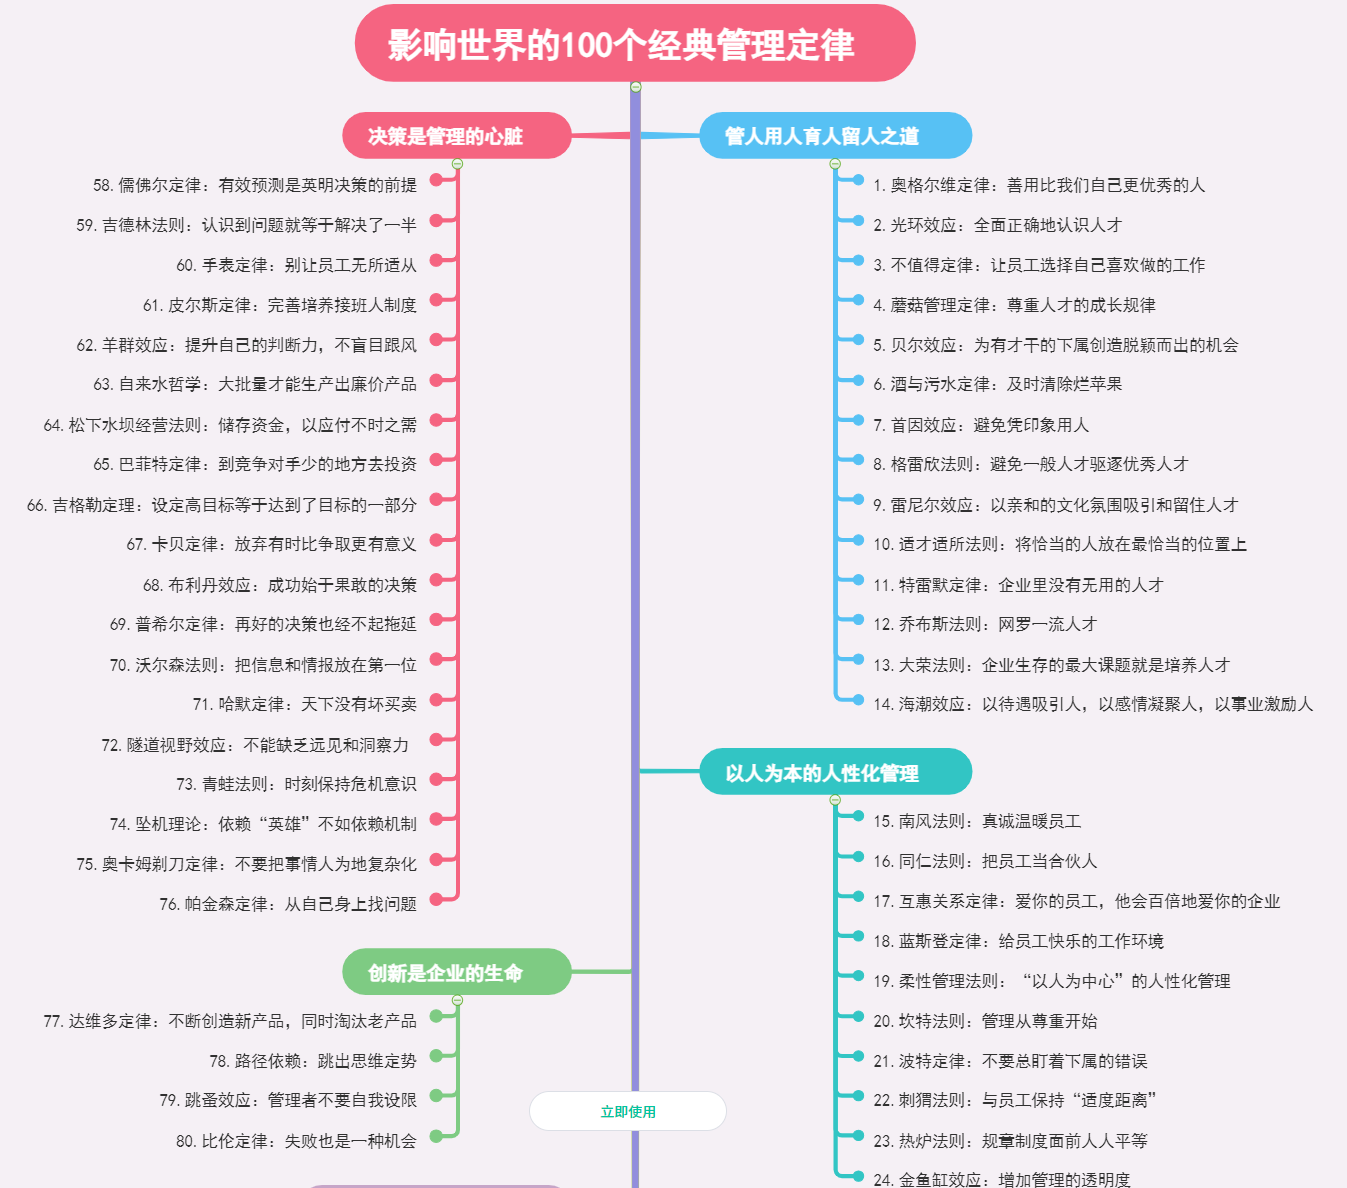 影响世界的100个经典管理定律
决策是管理的心脏
58. 儒佛尔定律：有效预测是英明决策的前提
59. 吉德林法则：认识到问题就等于解决了一半
60. 手表定律：别让员工无所适从
61. 皮尔斯定律：完善培养接班人制度
62. 羊群效应：提升自己的判断力，不盲目跟风
63. 自来水哲学：大批量才能生产出廉价产品
64. 松下水坝经营法则：储存资金，以应付不时之需
65. 巴菲特定律：到竞争对手少的地方去投资
66. 吉格勒定理：设定高目标等于达到了目标的一部分
67. 卡贝定律：放弃有时比争取更有意义
68. 布利丹效应：成功始于果敢的决策
69. 普希尔定律：再好的决策也经不起拖延
70. 沃尔森法则：把信息和情报放在第一位
71. 哈默定律：天下没有坏买卖
72. 隧道视野效应：不能缺乏远见和洞察力
73. 青蛙法则：时刻保持危机意识
74. 坠机理论：依赖“英雄”不如依赖机制
75. 奥卡姆剃刀定律：不要把事情人为地复杂化
76. 帕金森定律：从自己身上找问题
创新是企业的生命
77. 达维多定律：不断创造新产品，同时淘汰老产品
78. 路径依赖：跳出思维定势
79. 跳蚤效应：管理者不要自我设限
80. 比伦定律：失败也是一种机会
管人用人育人留人之道
1. 奥格尔维定律：善用比我们自己更优秀的人
2. 光环效应：全面正确地认识人才
3. 不值得定律：让员工选择自己喜欢做的工作
4. 蘑菇管理定律：尊重人才的成长规律
5. 贝尔效应：为有才干的下属创造脱颖而出的机会
6. 酒与污水定律：及时清除烂苹果
7. 首因效应：避免凭印象用人
8. 格雷欣法则：避免一般人才驱逐优秀人才
9. 雷尼尔效应：以亲和的文化氛围吸引和留住人才
10. 适才适所法则：将恰当的人放在最恰当的位置上
11. 特雷默定律：企业里没有无用的人才
12. 乔布斯法则：网罗一流人才
13. 大荣法则：企业生存的最大课题就是培养人才
14. 海潮效应：以待遇吸引人，以感情凝聚人，以事业激励人
以人为本的人性化管理
15. 南风法则：真诚温暖员工
16. 同仁法则：把员工当合伙人
17. 互惠关系定律：爱你的员工，他会百倍地爱你的企业
18. 蓝斯登定律：给员工快乐的工作环境
19. 柔性管理法则：“以人为中心”的人性化管理
20. 坎特法则：管理从尊重开始
21. 波特定律：不要总盯着下属的错误
22. 刺猬法则：与员工保持“适度距离”
23. 热炉法则：规章制度面前人人平等
24. 金鱼缸效应：增加管理的透明度
立即使用